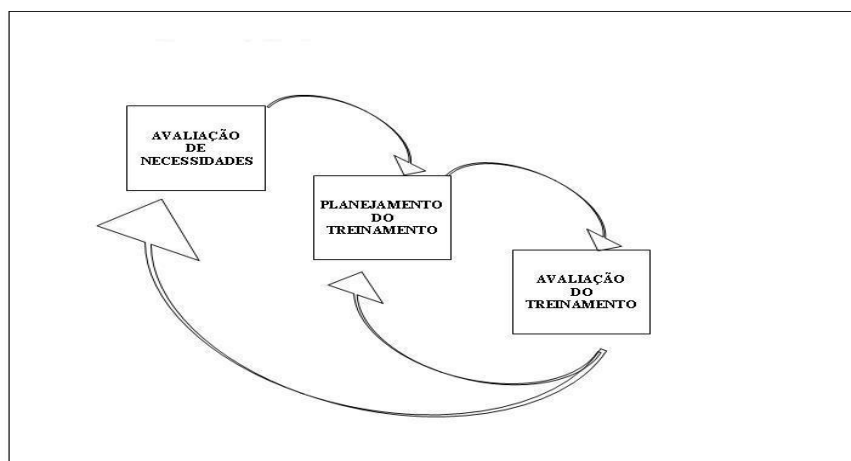 AVALIAÇÃO
DE
NECESSIDADES
PLANEJAMENTO
DO
TREINAMENTO
AVALIAÇÃO
DO
TREINAMENTO